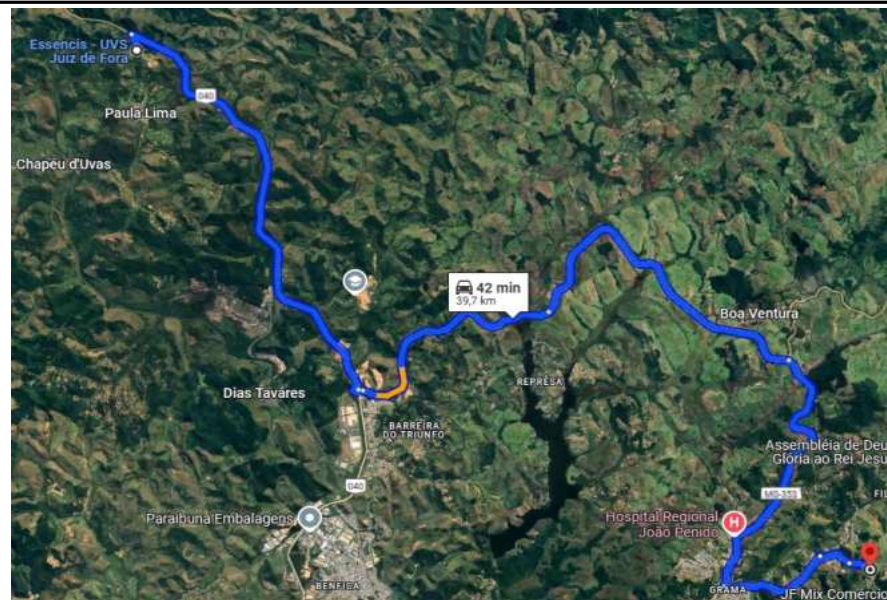 Essencis - UVS
Juiz de Fora
040
Paula Lima
Chapéu d'Uvas
42 min
39,7 km
Boa Ventura
REPRESA
Dias Tavares
BARREIRA
DO TRIUNFO
Assembléia de Deu
Glória ao Rei Jesu
040
MG-353
FIL
Paraibuna Embalagens
Hospital Regional
João Penido
H
BENFICA
GRAMA
JF Mix Comércio